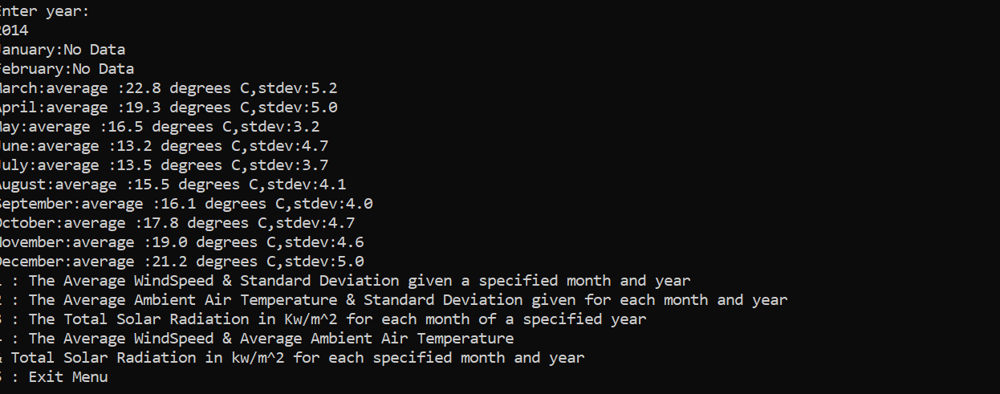 Enter year:
2014
January:No Data
February:No Data
March:average :22.8 degrees C,stdev:5.2
April:average :19.3 degrees C,stdev:5.0
May:average :16.5 degrees C,stdev:3.2
June:average :13.2 degrees C,stdev:4.7
July:average :13.5 degrees C,stdev:3.7
August:average :15.5 degrees C,stdev:4.1
September:average :16.1 degrees C,stdev:4.0
October:average :17.8 degrees C,stdev:4.7
November:average :19.0 degrees C,stdev:4.6
December:average :21.2 degrees C,stdev:5.0
1 : The Average WindSpeed & Standard Deviation given a specified month and year
2 : The Average Ambient Air Temperature & Standard Deviation given for each month and year
3 : The Total Solar Radiation in Kw/m^2 for each month of a specified year
4 : The Average WindSpeed & Average Ambient Air Temperature
& Total Solar Radiation in kw/m^2 for each specified month and year
5 : Exit Menu